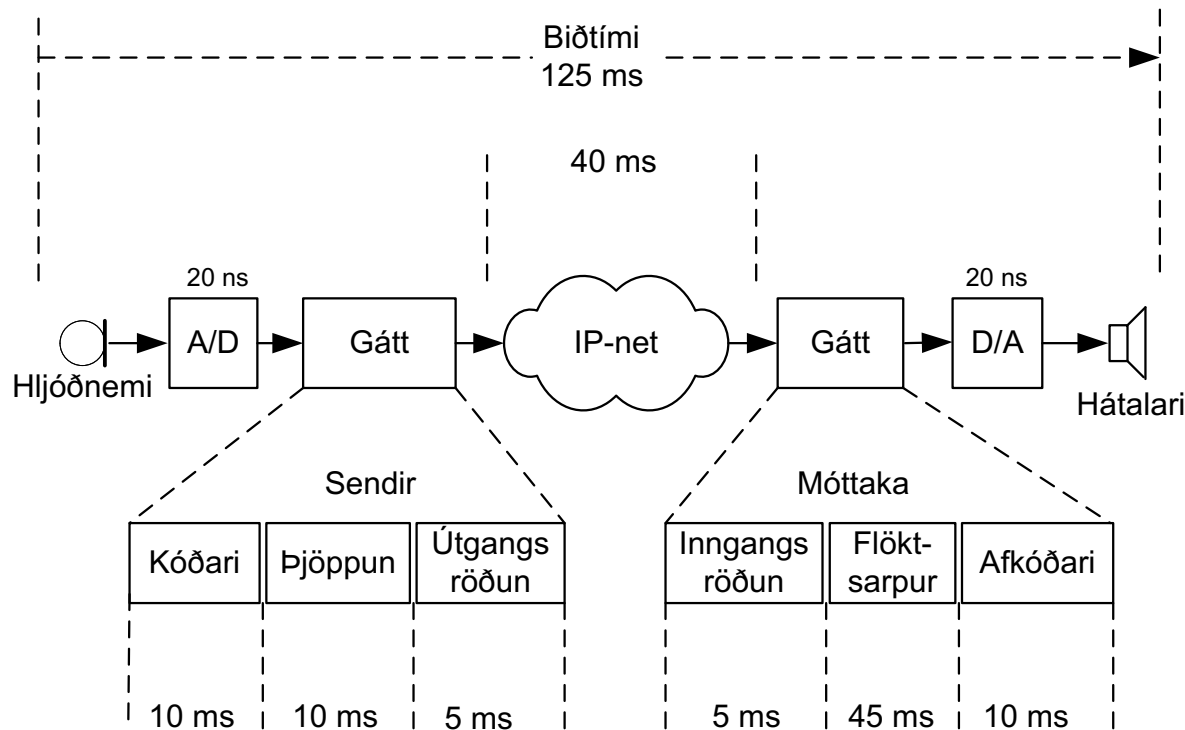 Biðtími
125 ms
40 ms
20 ns
20 ns
A/D
Gátt
IP-net
Gátt
D/A
Hljóðnemi
Hátalari
Sendir
Móttaka
Kóðari
Þjöppun
Útgangs
röðun
Inngangs
röðun
Flökt-
sarpur
Afkóðari
10 ms
10 ms
5 ms
5 ms
45 ms
10 ms